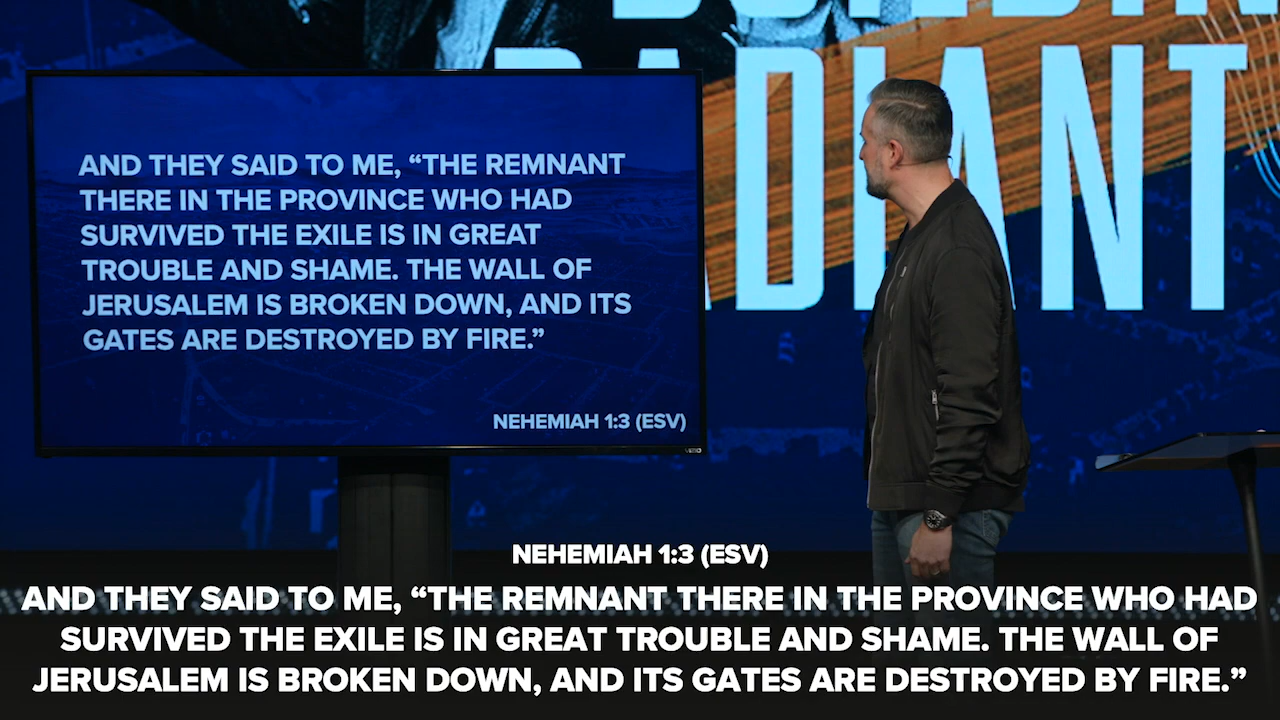 BUILDIN
RADIANT
AND THEY SAID TO ME, “THE REMNANT
THERE IN THE PROVINCE WHO HAD
SURVIVED THE EXILE IS IN GREAT
TROUBLE AND SHAME. THE WALL OF
JERUSALEM IS BROKEN DOWN, AND ITS
GATES ARE DESTROYED BY FIRE.”
NEHEMIAH 1:3 (ESV)
VIZIO
NEHEMIAH 1:3 (ESV)
AND THEY SAID TO ME, “THE REMNANT THERE IN THE PROVINCE WHO HAD
SURVIVED THE EXILE IS IN GREAT TROUBLE AND SHAME. THE WALL OF
JERUSALEM IS BROKEN DOWN, AND ITS GATES ARE DESTROYED BY FIRE.”